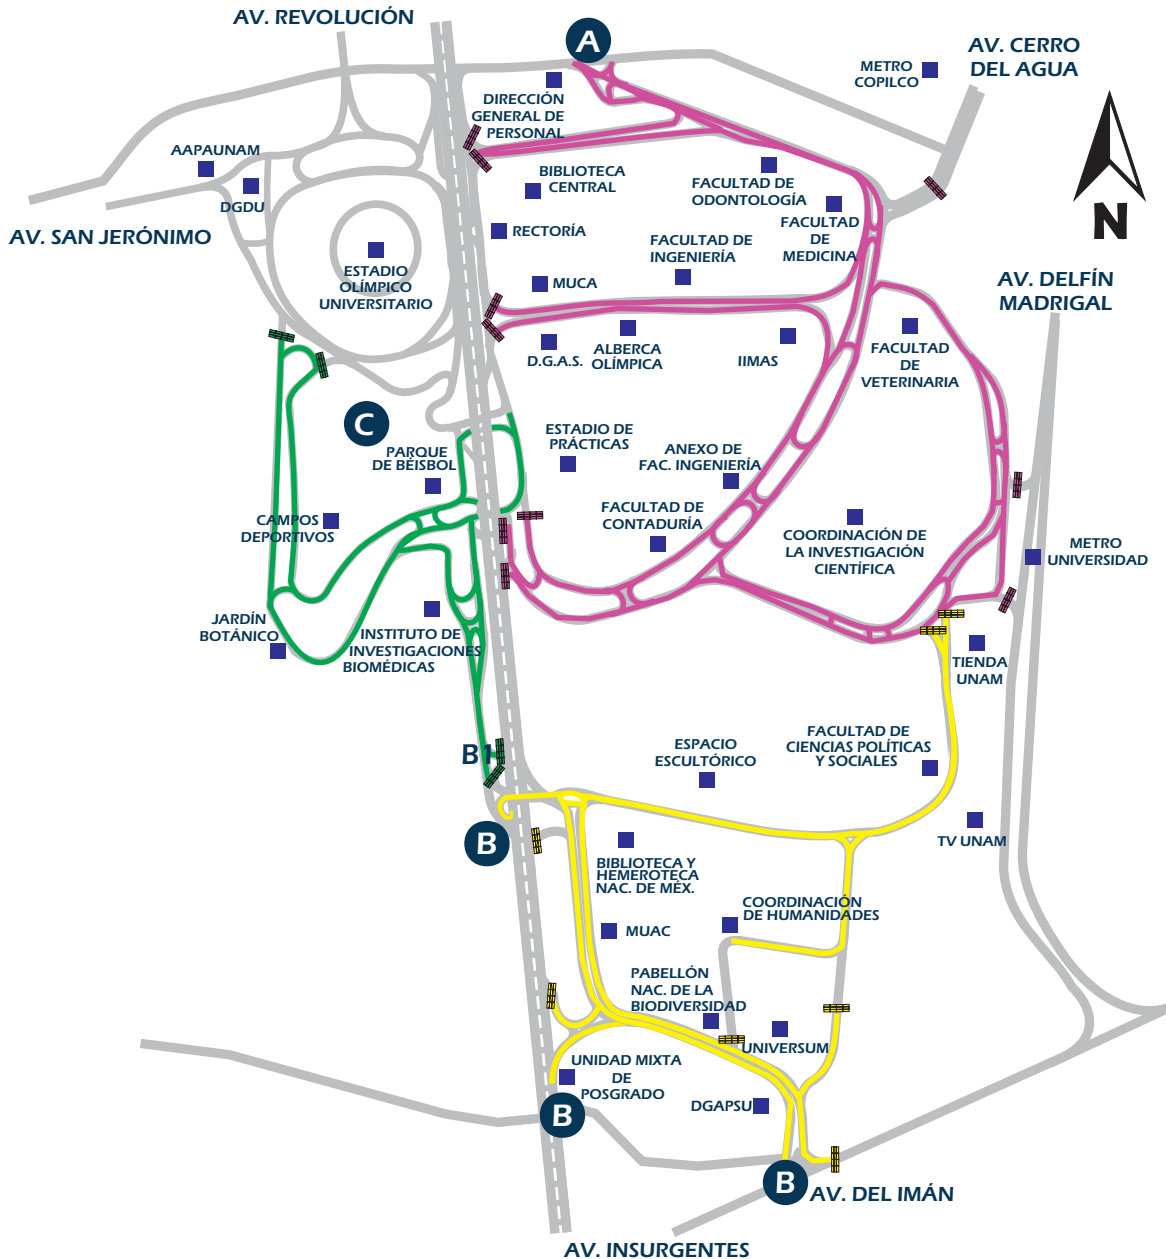 AV. REVOLUCIÓN
A
AV. CERRO
DEL AGUA
METRO
COPILCO
DIRECCIÓN
GENERAL DE
PERSONAL
AAPAUNAM
DGDU
BIBLIOTECA
CENTRAL
FACULTAD DE
ODONTOLOGÍA
FACULTAD
DE
MEDICINA
N
AV. SAN JERÓNIMO
RECTORÍA
FACULTAD DE
INGENIERÍA
ESTADIO
OLÍMPICO
UNIVERSITARIO
MUCA
AV. DELFÍN
MADRIGAL
D.G.A.S.
ALBERCA
OLÍMPICA
IIMAS
FACULTAD
DE
VETERINARIA
C
PARQUE
DE BÉISBOL
ESTADIO DE
PRÁCTICAS
ANEXO DE
FAC. INGENIERÍA
CAMPOS
DEPORTIVOS
FACULTAD DE
CONTADURÍA
COORDINACIÓN DE
LA INVESTIGACIÓN
CIENTÍFICA
METRO
UNIVERSIDAD
JARDÍN
BOTÁNICO
INSTITUTO DE
INVESTIGACIONES
BIOMÉDICAS
TIENDA
UNAM
B1
ESPACIO
ESCULTÓRICO
FACULTAD DE
CIENCIAS POLÍTICAS
Y SOCIALES
B
BIBLIOTECA Y
HEMEROTECA
NAC. DE MÉX.
TV UNAM
COORDINACIÓN
DE HUMANIDADES
MUAC
PABELLÓN
NAC. DE LA
BIODIVERSIDAD
UNIVERSUM
UNIDAD MIXTA
DE
POSGRADO
DGAPSU
B
B
AV. DEL IMÁN
AV. INSURGENTES